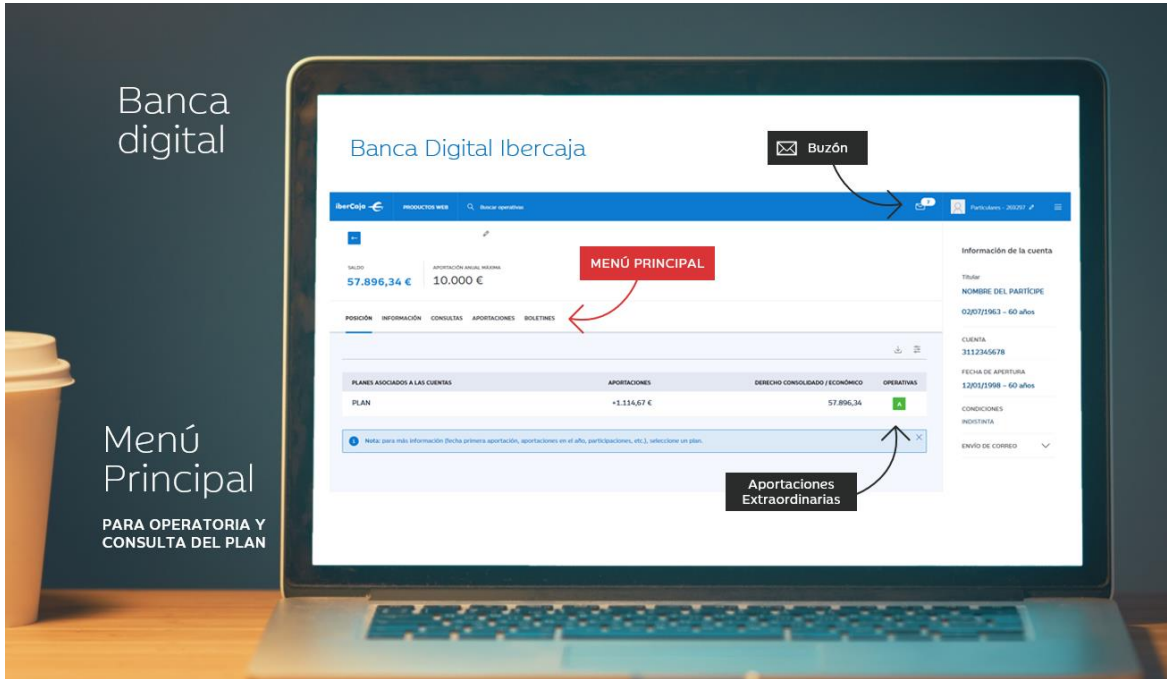 Banca
digital
Banca Digital Ibercaja
Buzón
iberCaja
PRODUCTOS WEB
Buscar operativas
2
Particulares - 269297
SALDO
57.896,34 €
APORTACIÓN ANUAL MÁXIMA
10.000 €
MENÚ PRINCIPAL
POSICIÓN INFORMACIÓN CONSULTAS APORTACIONES BOLETINES
PLANES ASOCIADOS A LAS CUENTAS APORTACIONES DERECHO CONSOLIDADO / ECONÓMICO OPERATIVAS
PLAN +1.114,67 € 57.896,34 A
Nota: para más información (fecha primera aportación, aportaciones en el año, participaciones, etc.), seleccione un plan.
Aportaciones
Extraordinarias
Información de la cuenta
Titular
NOMBRE DEL PARTÍCIPE
02/07/1963 – 60 años
CUENTA
3112345678
FECHA DE APERTURA
12/01/1998 – 60 años
CONDICIONES
INDISTINTA
ENVÍO DE CORREO
Menú
Principal
PARA OPERATORIA Y
CONSULTA DEL PLAN